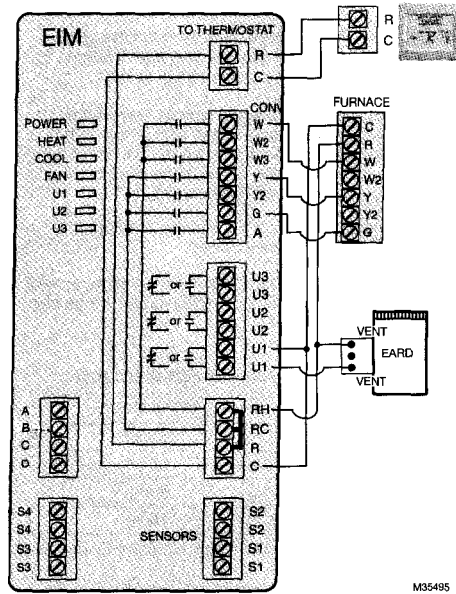 EIM
TO THERMOSTAT
R
C
R
C
POWER
HEAT
COOL
FAN
U1
U2
U3
CONV
W
W2
W3
Y
Y2
G
A
FURNACE
C
R
W
W2
Y
Y2
G
or
or
or
U3
U3
U2
U2
U1
U1
VENT
EARD
VENT
A
B
C
D
RH
RC
R
C
S4
S4
S3
S3
SENSORS
S2
S2
S1
S1
M35495